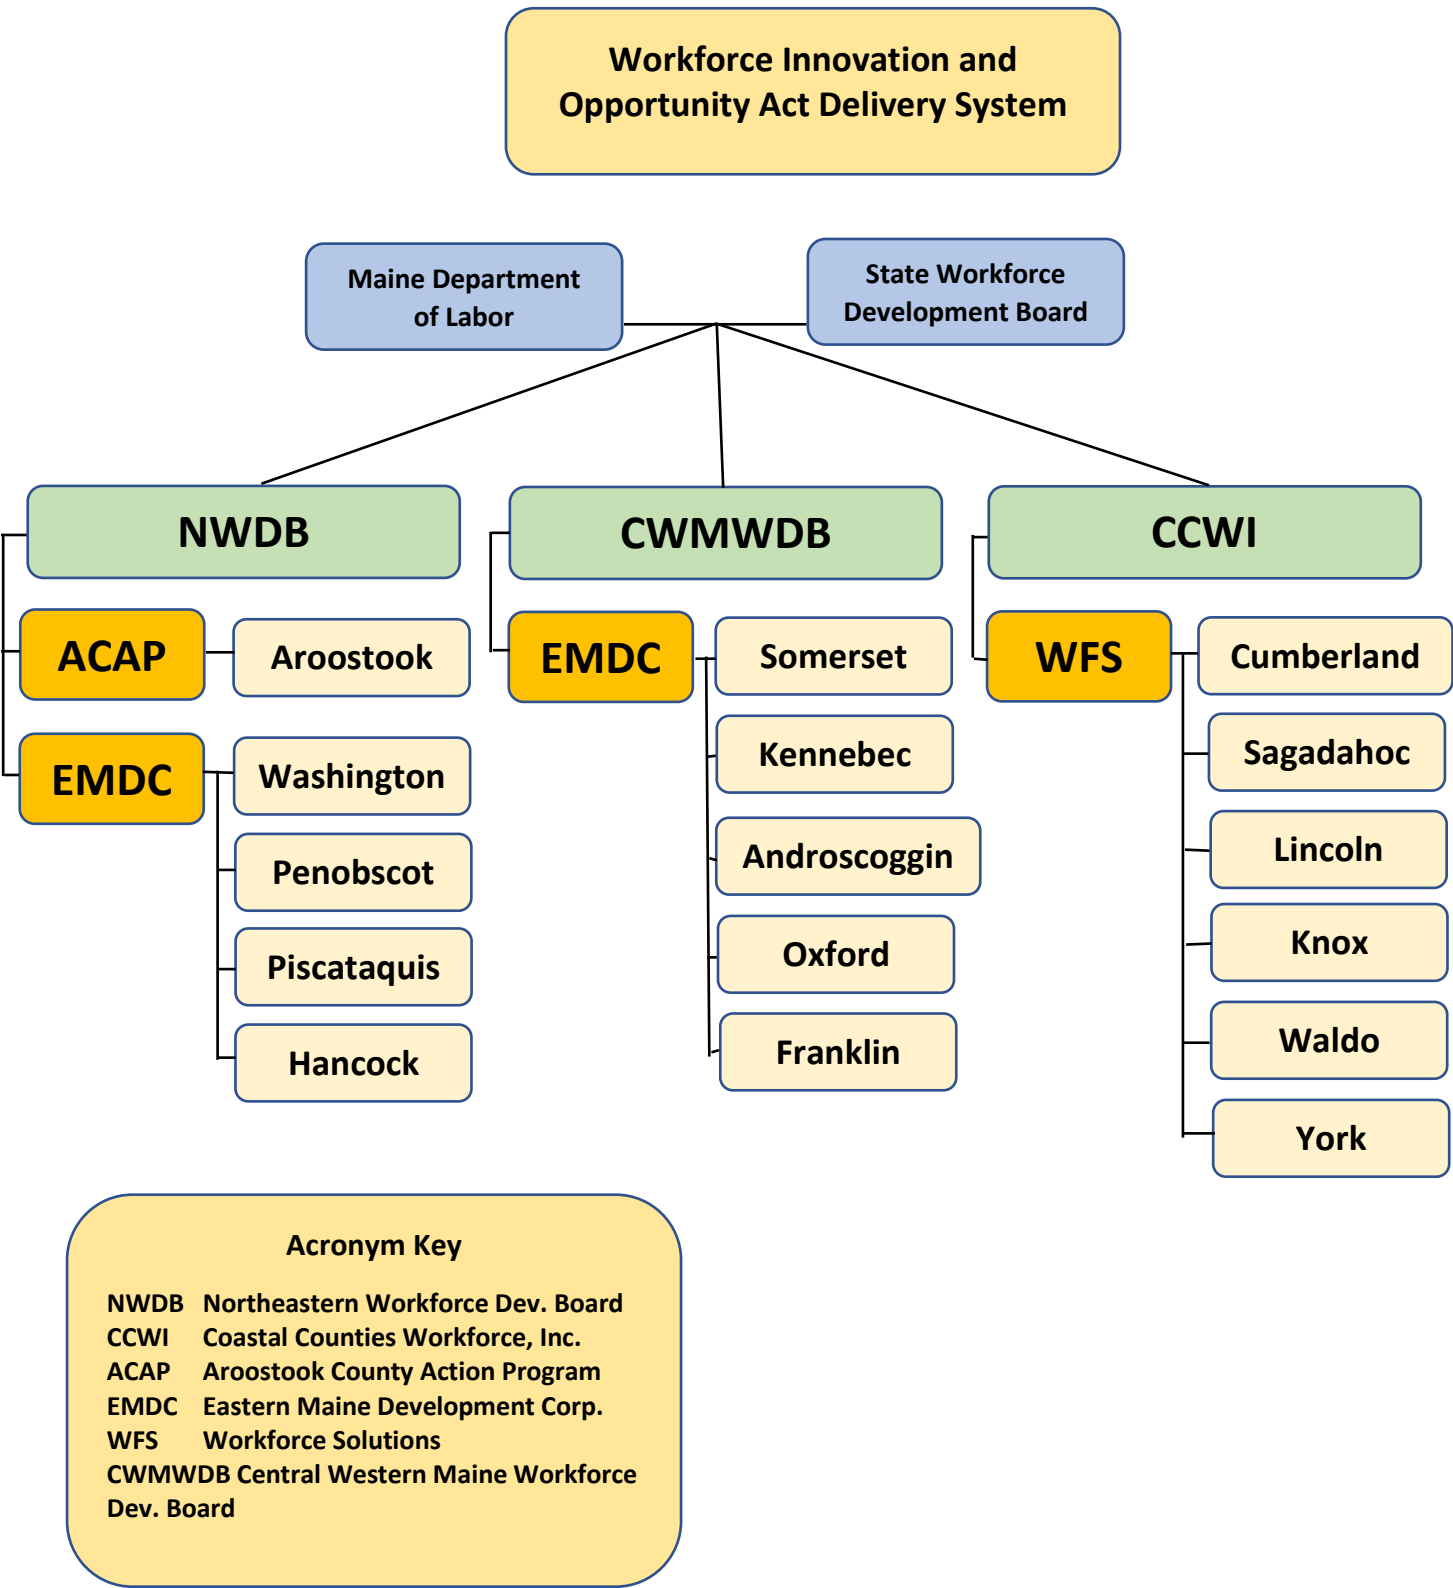 Workforce Innovation and
Opportunity Act Delivery System
Maine Department
of Labor
State Workforce
Development Board
NWDB
ACAP
Aroostook
EMDC
Washington
Penobscot
Piscataquis
Hancock
CWMWDB
EMDC
Somerset
Kennebec
Androscoggin
Oxford
Franklin
CCWI
WFS
Cumberland
Sagadahoc
Lincoln
Knox
Waldo
York
Acronym Key
NWDB Northeastern Workforce Dev. Board
CCWI Coastal Counties Workforce, Inc.
ACAP Aroostook County Action Program
EMDC Eastern Maine Development Corp.
WFS Workforce Solutions
CWMWDB Central Western Maine Workforce
Dev. Board